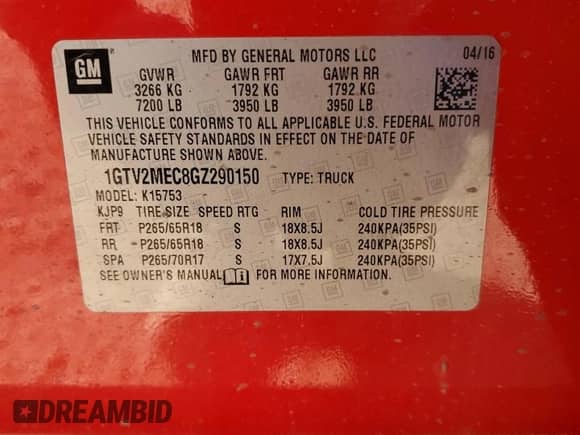 GM
MFD BY GENERAL MOTORS LLC 04/16
GVWR GAWR FRT GAWR RR
3266 KG 1792 KG 1792 KG
7200 LB 3950 LB 3950 LB
THIS VEHICLE CONFORMS TO ALL APPLICABLE U.S. FEDERAL MOTOR
VEHICLE SAFETY STANDARDS IN EFFECT ON THE DATE OF
MANUFACTURE SHOWN ABOVE.
1GTV2MEC8GZ290150 TYPE: TRUCK
MODEL: K15753
KJP9 TIRE SIZE SPEED RTG RIM COLD TIRE PRESSURE
FRT P265/65R18 S 18X8.5J 240KPA(35PSI)
RR P265/65R18 S 18X8.5J 240KPA(35PSI)
SPA P265/70R17 S 17X7.5J 240KPA(35PSI)
SEE OWNER'S MANUAL FOR MORE INFORMATION.
DREAMBID